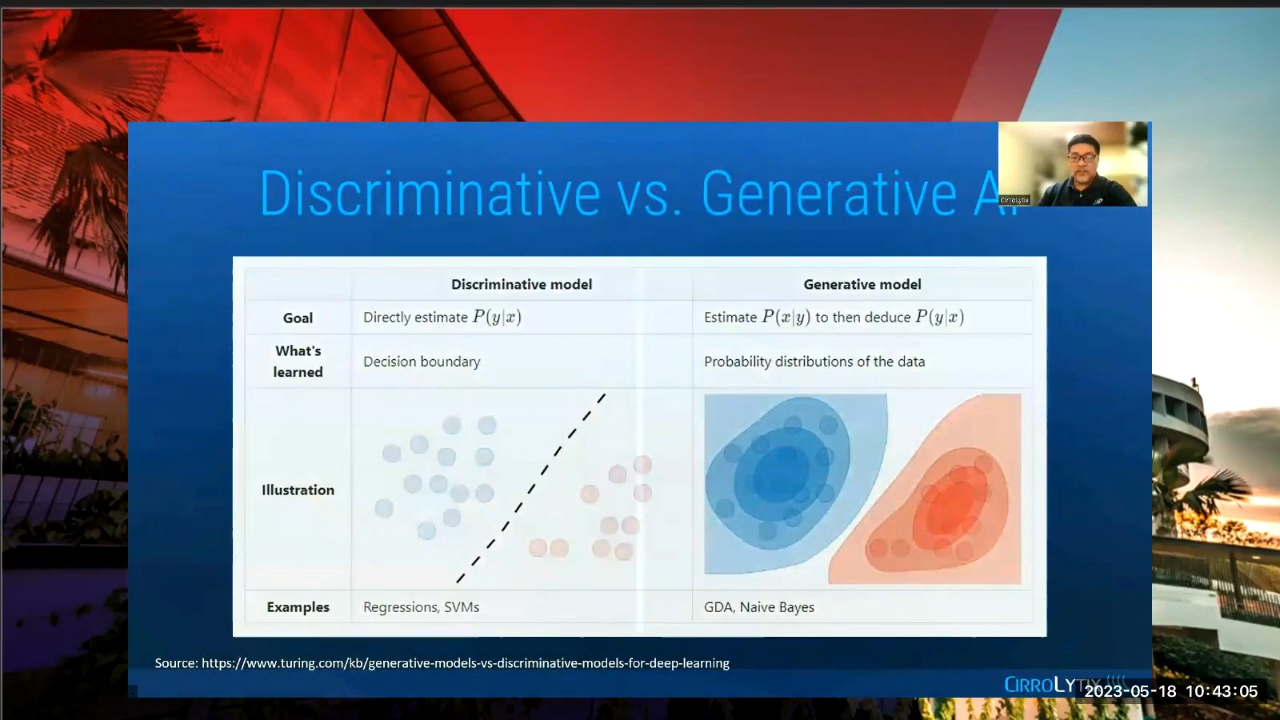 Discriminative vs. Generative AI
CirroLytix
Discriminative model Generative model
Goal Directly estimate P(y|x) Estimate P(x|y) to then deduce P(y|x)
What's
learned Decision boundary Probability distributions of the data
Illustration
Examples Regressions, SVMs GDA, Naive Bayes
Source: https://www.turing.com/kb/generative-models-vs-discriminative-models-for-deep-learning
CIRROLYTIX
2023-05-18 10:43:05